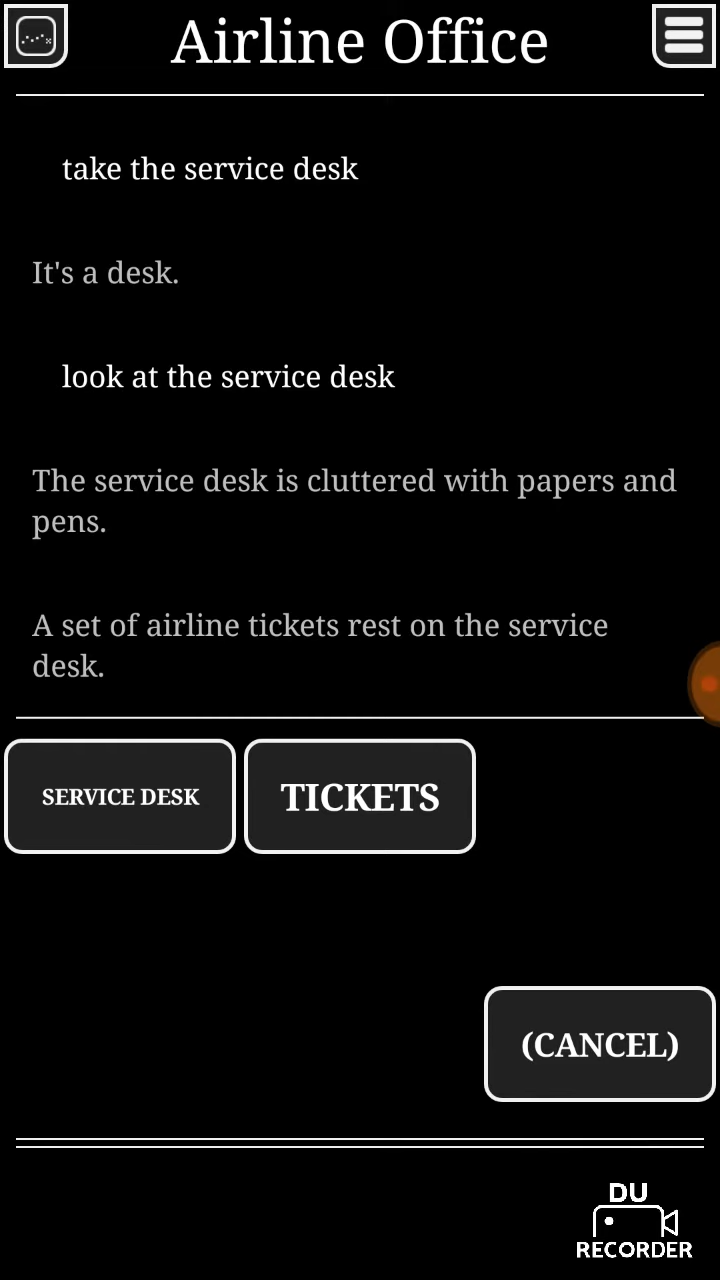 Airline Office
take the service desk
It's a desk.
look at the service desk
The service desk is cluttered with papers and
pens.
A set of airline tickets rest on the service
desk.
SERVICE DESK
TICKETS
(CANCEL)
DU
RECORDER